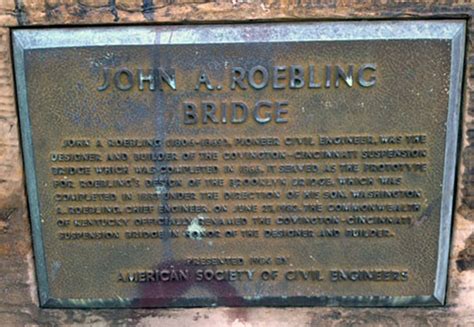 JOHN A. ROEBLING
BRIDGE
JOHN A. ROEBLING (1806-1869), PIONEER CIVIL ENGINEER, WAS THE
DESIGNER AND BUILDER OF THE COVINGTON-CINCINNATI SUSPENSION
BRIDGE WHICH WAS COMPLETED IN 1866. IT SERVED AS THE PROTOTYPE
FOR ROEBLING'S DESIGN OF THE BROOKLYN BRIDGE, WHICH WAS
COMPLETED IN 1883 UNDER THE DIRECTION OF HIS SON, WASHINGTON
A. ROEBLING, CHIEF ENGINEER. ON JUNE 27, THE COMMONWEALTH
OF KENTUCKY OFFICIALLY RENAMED THE COVINGTON-CINCINNATI
SUSPENSION BRIDGE IN HONOR OF THE DESIGNER AND BUILDER.
PRESENTED BY
AMERICAN SOCIETY OF CIVIL ENGINEERS